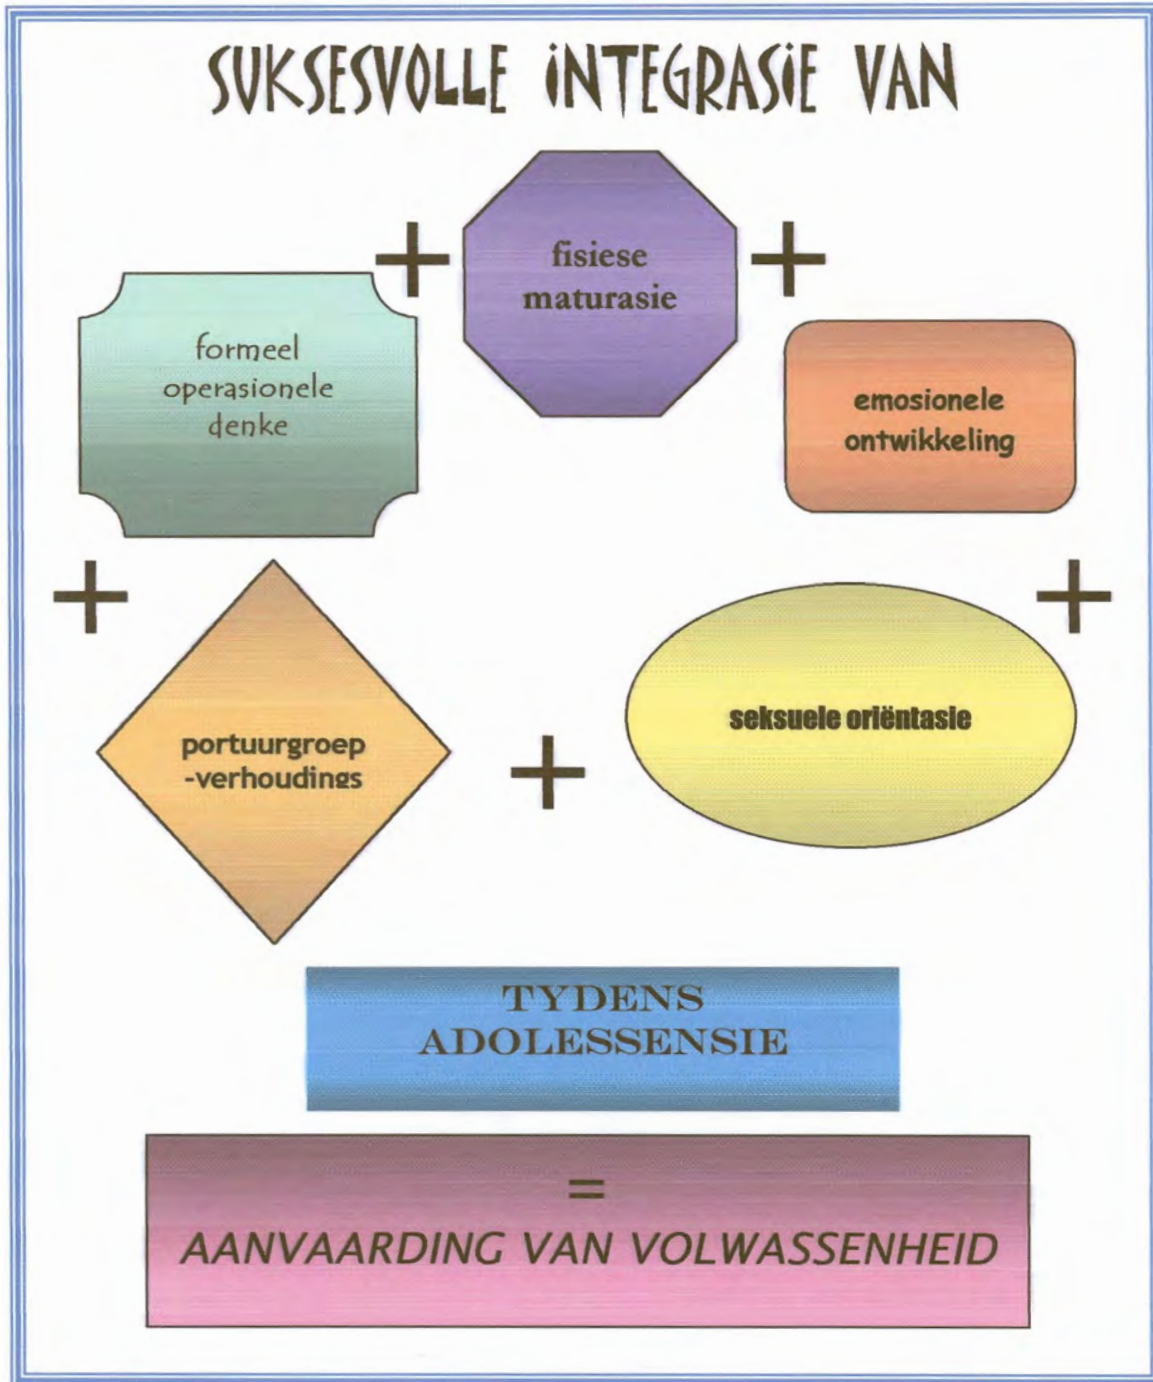 SUKSESVOLLE INTEGRASIE VAN
+
fisiese
maturasie
+
formeel
operasionele
denke
emosionele
ontwikkeling
+
+
portuurgroep
-verhoudings
+
seksuele oriëntasie
TYDENS
ADOLESSENSIE
=
AANVAARDING VAN VOLWASSENHEID